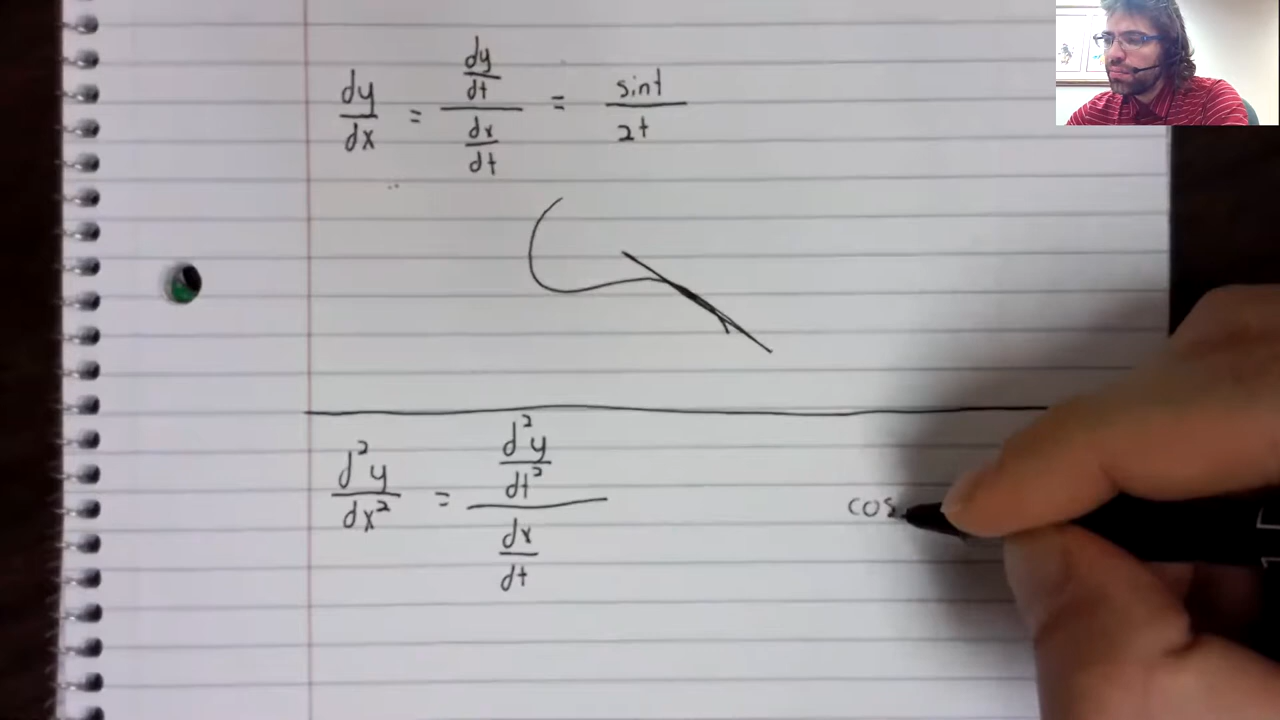 dy/dx = (dy/dt)/(dx/dt) = sint/2t
d²y/dx² = (d²y/dt²)/(dx/dt) cos